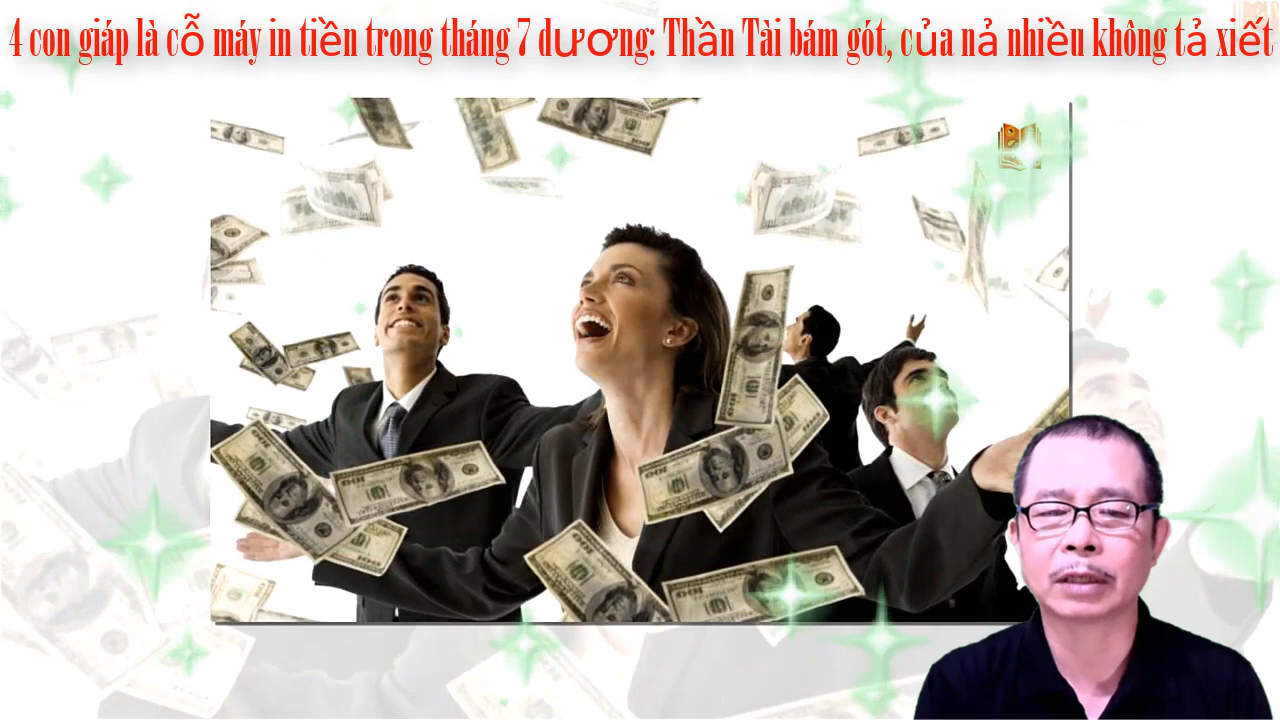 4 con giáp là cỗ máy in tiền trong tháng 7 dương: Thần Tài bám gót, của nả nhiều không tả xiết